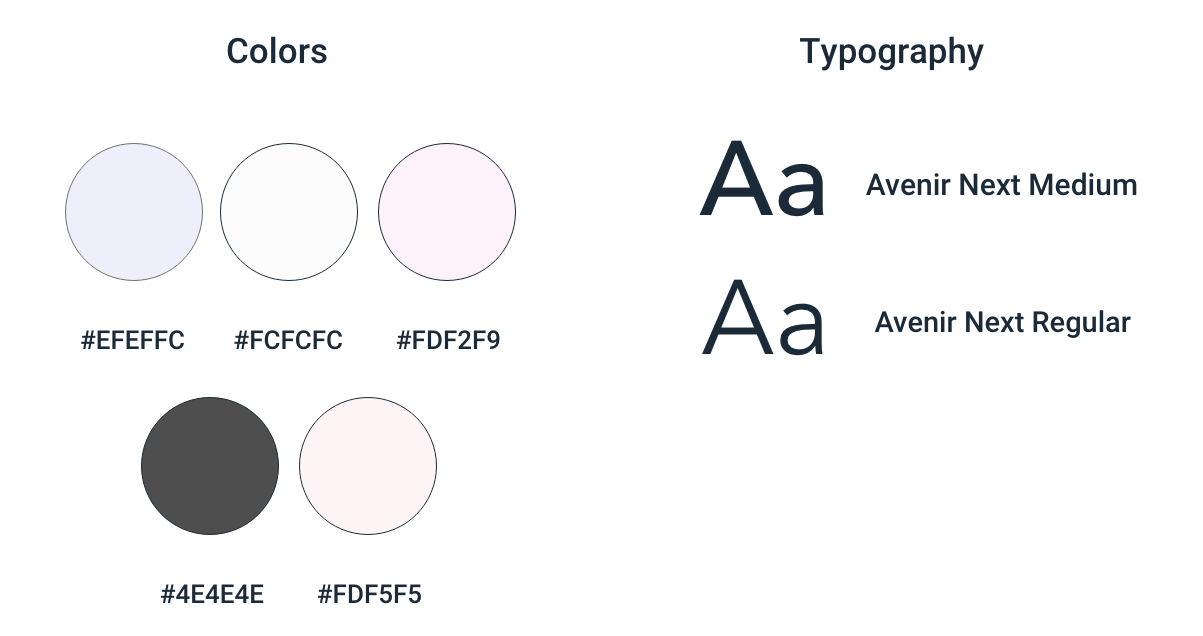 Colors
#EFEFFC
#FCFCFC
#FDF2F9
#4E4E4E
#FDF5F5
Typography
Aa
Avenir Next Medium
Aa
Avenir Next Regular